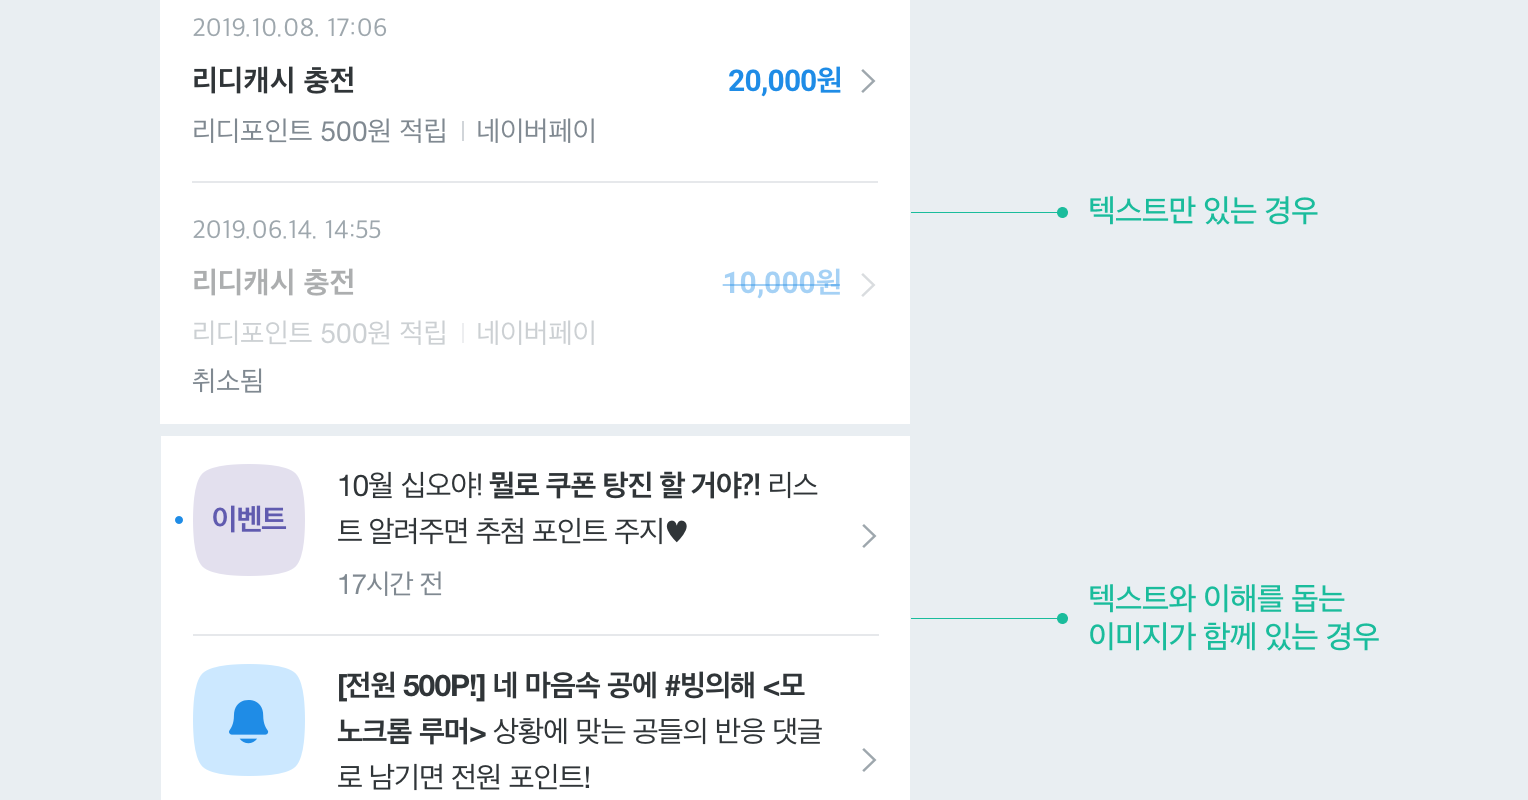 2019.10.08. 17:06
리디캐시 충전
20,000원
리디포인트 500원 적립 | 네이버페이
2019.06.14. 14:55
리디캐시 충전
10,000원
리디포인트 500원 적립 | 네이버페이
취소됨
텍스트만 있는 경우
이벤트
10월 십오야! 뭘로 쿠폰 탕진 할 거야?! 리스
트 알려주면 추첨 포인트 주지♥
17시간 전
[전원 500P!] 네 마음속 공에 #빙의해 <모
노크롬 루머> 상황에 맞는 공들의 반응 댓글
로 남기면 전원 포인트!
텍스트와 이해를 돕는
이미지가 함께 있는 경우